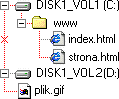 DISK1_VOL1 (C:)
www
index.html
strona.html
DISK1_VOL2(D:)
plik.gif